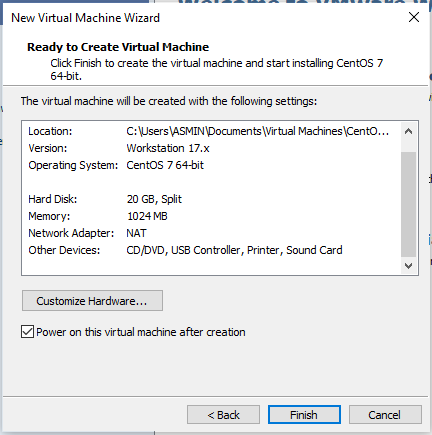 New Virtual Machine Wizard
Ready to Create Virtual Machine
Click Finish to create the virtual machine and start installing CentOS 7
64-bit.
The virtual machine will be created with the following settings:
Location: C:\Users\ASMIN\Documents\Virtual Machines\CentO...
Version: Workstation 17.x
Operating System: CentOS 7 64-bit
Hard Disk: 20 GB, Split
Memory: 1024 MB
Network Adapter: NAT
Other Devices: CD/DVD, USB Controller, Printer, Sound Card
Customize Hardware...
Power on this virtual machine after creation
< Back Finish Cancel